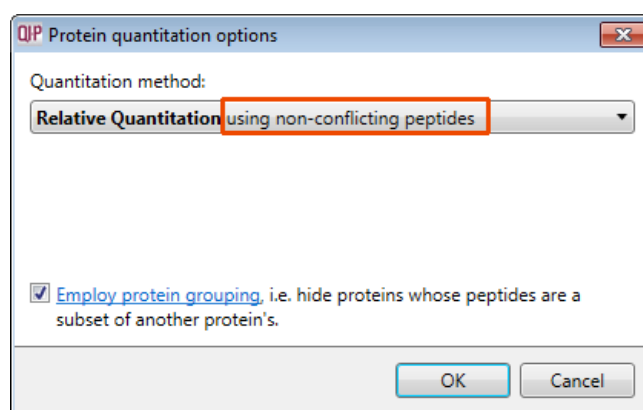 QIP Protein quantitation options
Quantitation method:
Relative Quantitation using non-conflicting peptides
Employ protein grouping, i.e. hide proteins whose peptides are a
subset of another protein's.
OK Cancel